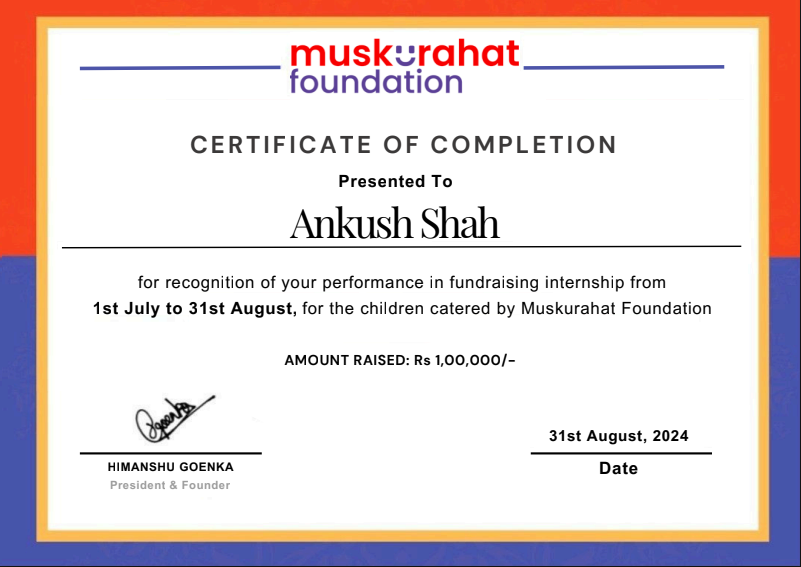 muskurahat
foundation
CERTIFICATE OF COMPLETION
Presented To
Ankush Shah
for recognition of your performance in fundraising internship from
1st July to 31st August, for the children catered by Muskurahat Foundation
AMOUNT RAISED: Rs 1,00,000/-
Goenka
HIMANSHU GOENKA
President & Founder
31st August, 2024
Date